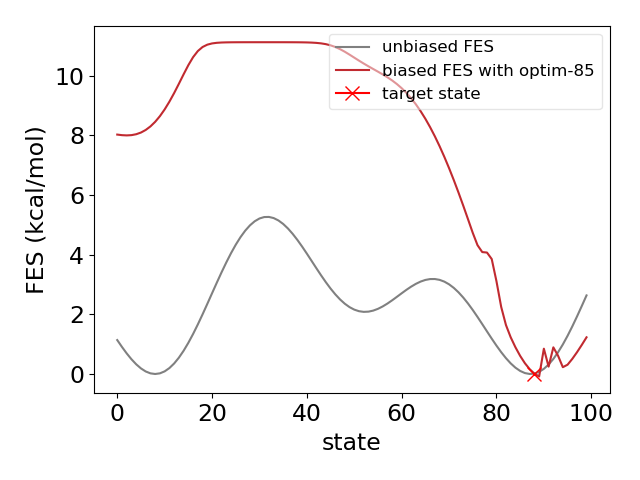 unbiased FES
biased FES with optim-85
target state
FES (kcal/mol)
10
8
6
4
2
0
0
20
40
60
80
100
state